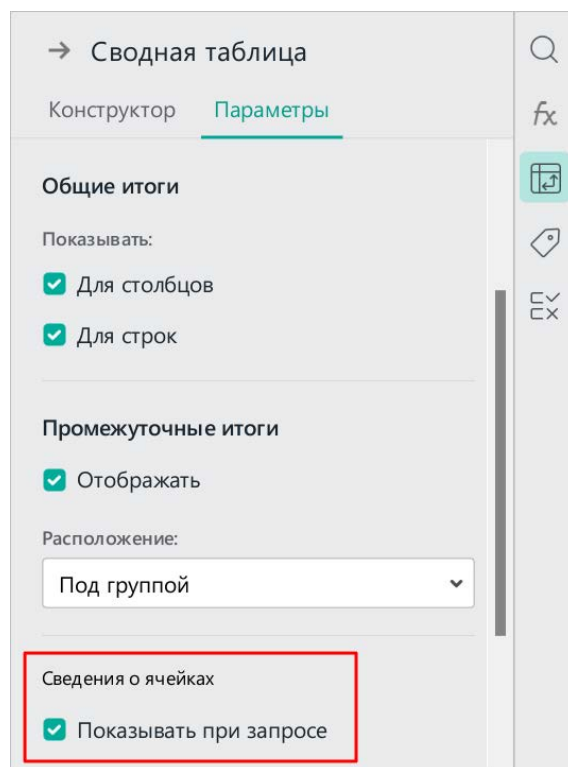 Сводная таблица
Конструктор Параметры
Общие итоги
Показывать:
Для столбцов
Для строк
Промежуточные итоги
Отображать
Расположение:
Под группой
Сведения о ячейках
Показывать при запросе
fx